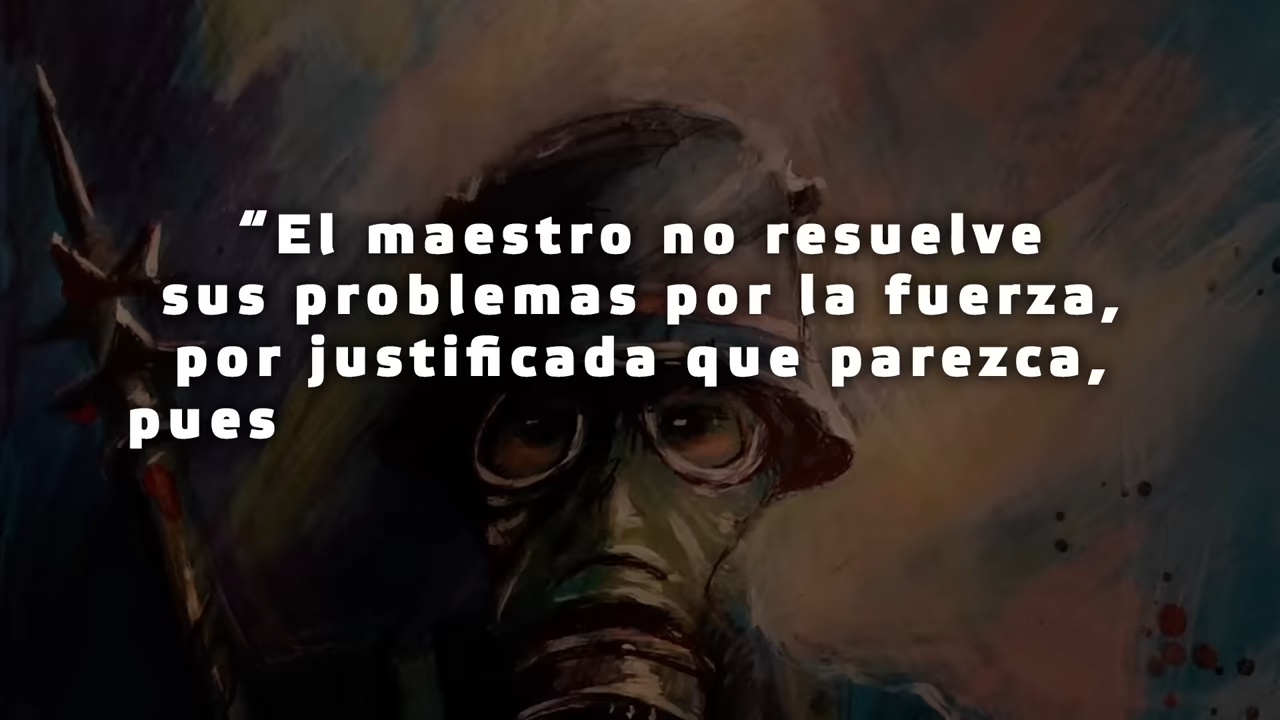 “El maestro no resuelve
sus problemas por la fuerza,
por justificada que parezca,
pues